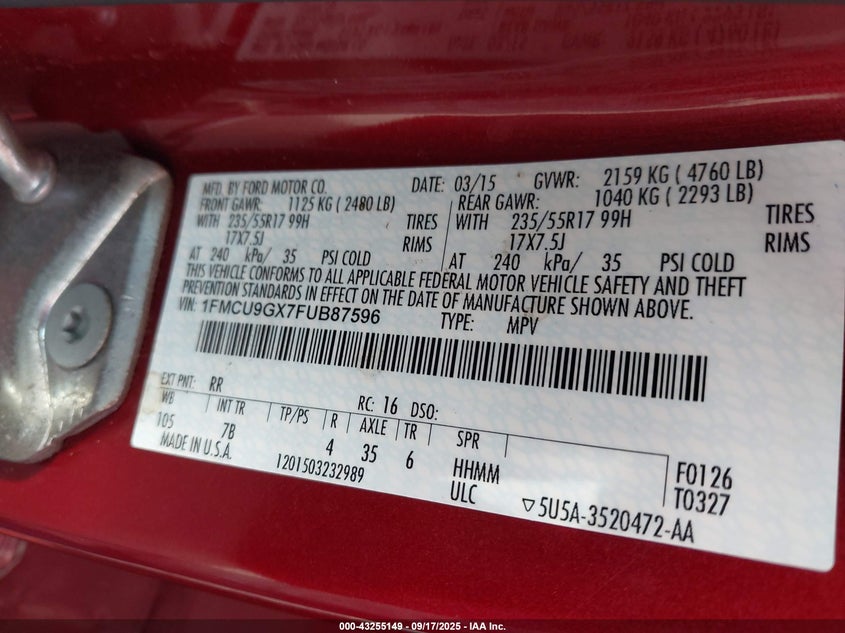 MFD. BY FORD MOTOR CO. DATE: 03/15 GVWR: 2159 KG ( 4760 LB)
FRONT GAWR: 1125 KG ( 2480 LB) REAR GAWR: 1040 KG ( 2293 LB)
WITH 235/55R17 99H TIRES WITH 235/55R17 99H TIRES
17X7.5J RIMS 17X7.5J RIMS
AT 240 kPa/ 35 PSI COLD AT 240 kPa/ 35 PSI COLD
THIS VEHICLE CONFORMS TO ALL APPLICABLE FEDERAL MOTOR VEHICLE SAFETY AND THEFT
PREVENTION STANDARDS IN EFFECT ON THE DATE OF MANUFACTURE SHOWN ABOVE.
VIN: 1FMCU9GX7FUB87596 TYPE: MPV
EXT PNT: RR RC: 16 DSO:
WB INT TR TP/PS R AXLE TR SPR
105 7B 4 35 6 HHMM F0126
MADE IN U.S.A. 1201503232989 ULC T0327
▽5U5A-3520472-AA
000-43255149 - 09/17/2025 - IAA Inc.